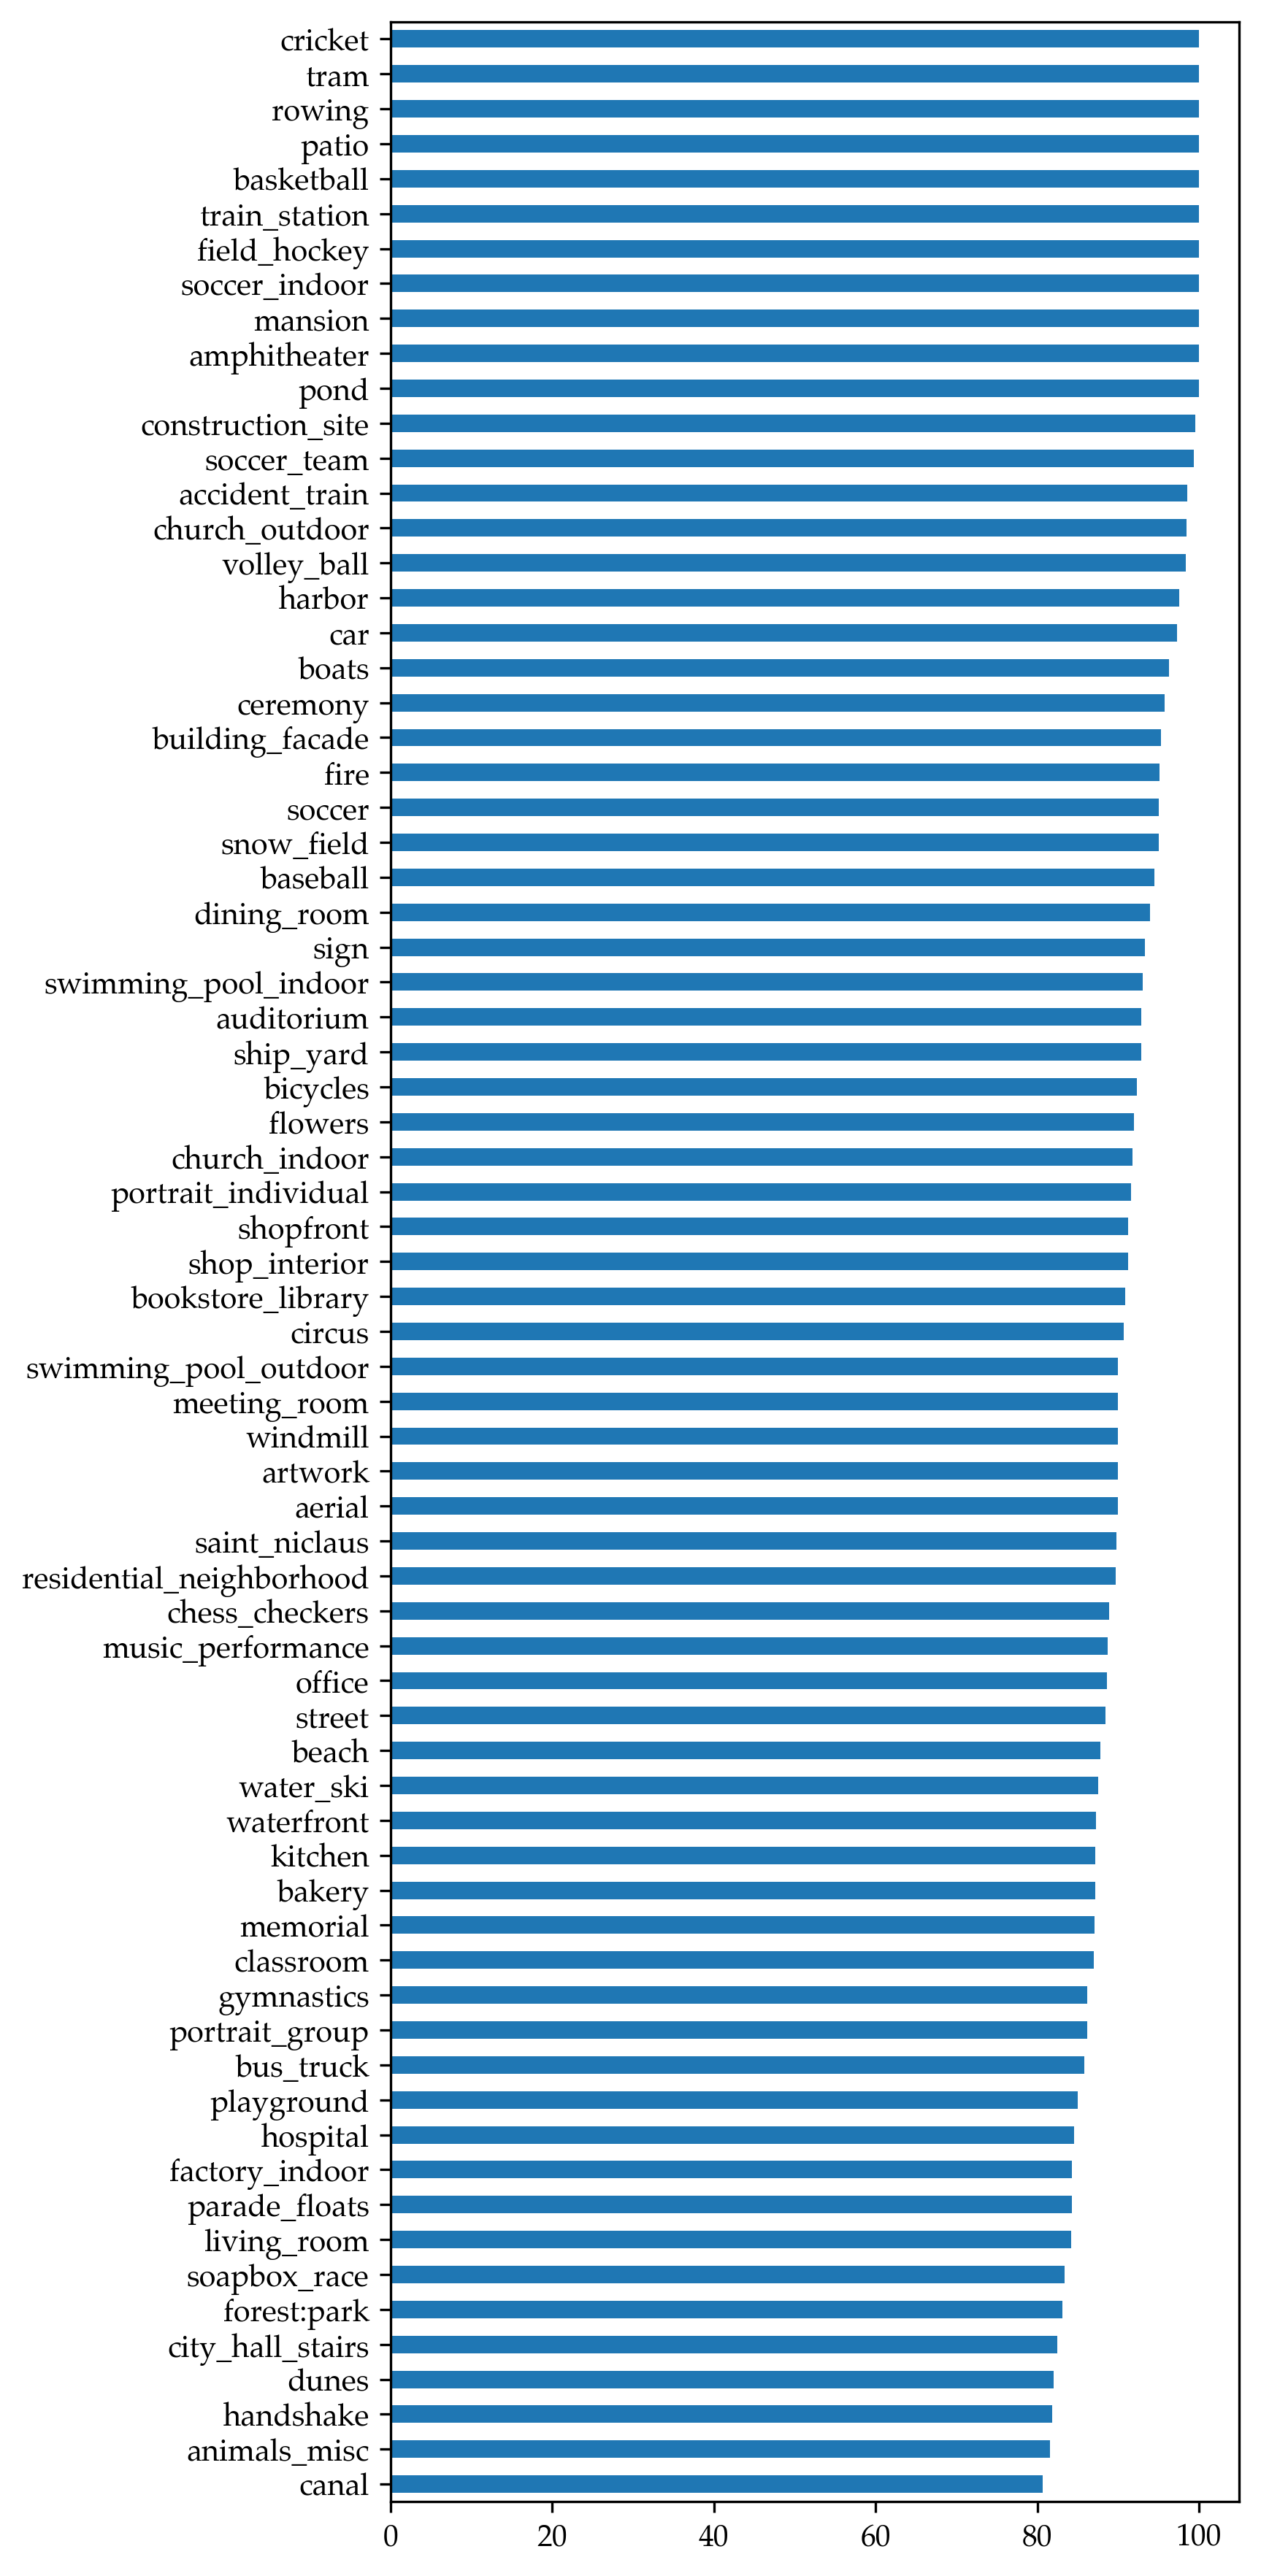 cricket
tram
rowing
patio
basketball
train_station
field_hockey
soccer_indoor
mansion
amphitheater
pond
construction_site
soccer_team
accident_train
church_outdoor
volley_ball
harbor
car
boats
ceremony
building_facade
fire
soccer
snow_field
baseball
dining_room
sign
swimming_pool_indoor
auditorium
ship_yard
bicycles
flowers
church_indoor
portrait_individual
shopfront
shop_interior
bookstore_library
circus
swimming_pool_outdoor
meeting_room
windmill
artwork
aerial
saint_niclaus
residential_neighborhood
chess_checkers
music_performance
office
street
beach
water_ski
waterfront
kitchen
bakery
memorial
classroom
gymnastics
portrait_group
bus_truck
playground
hospital
factory_indoor
parade_floats
living_room
soapbox_race
forest:park
city_hall_stairs
dunes
handshake
animals_misc
canal
0 20 40 60 80 100